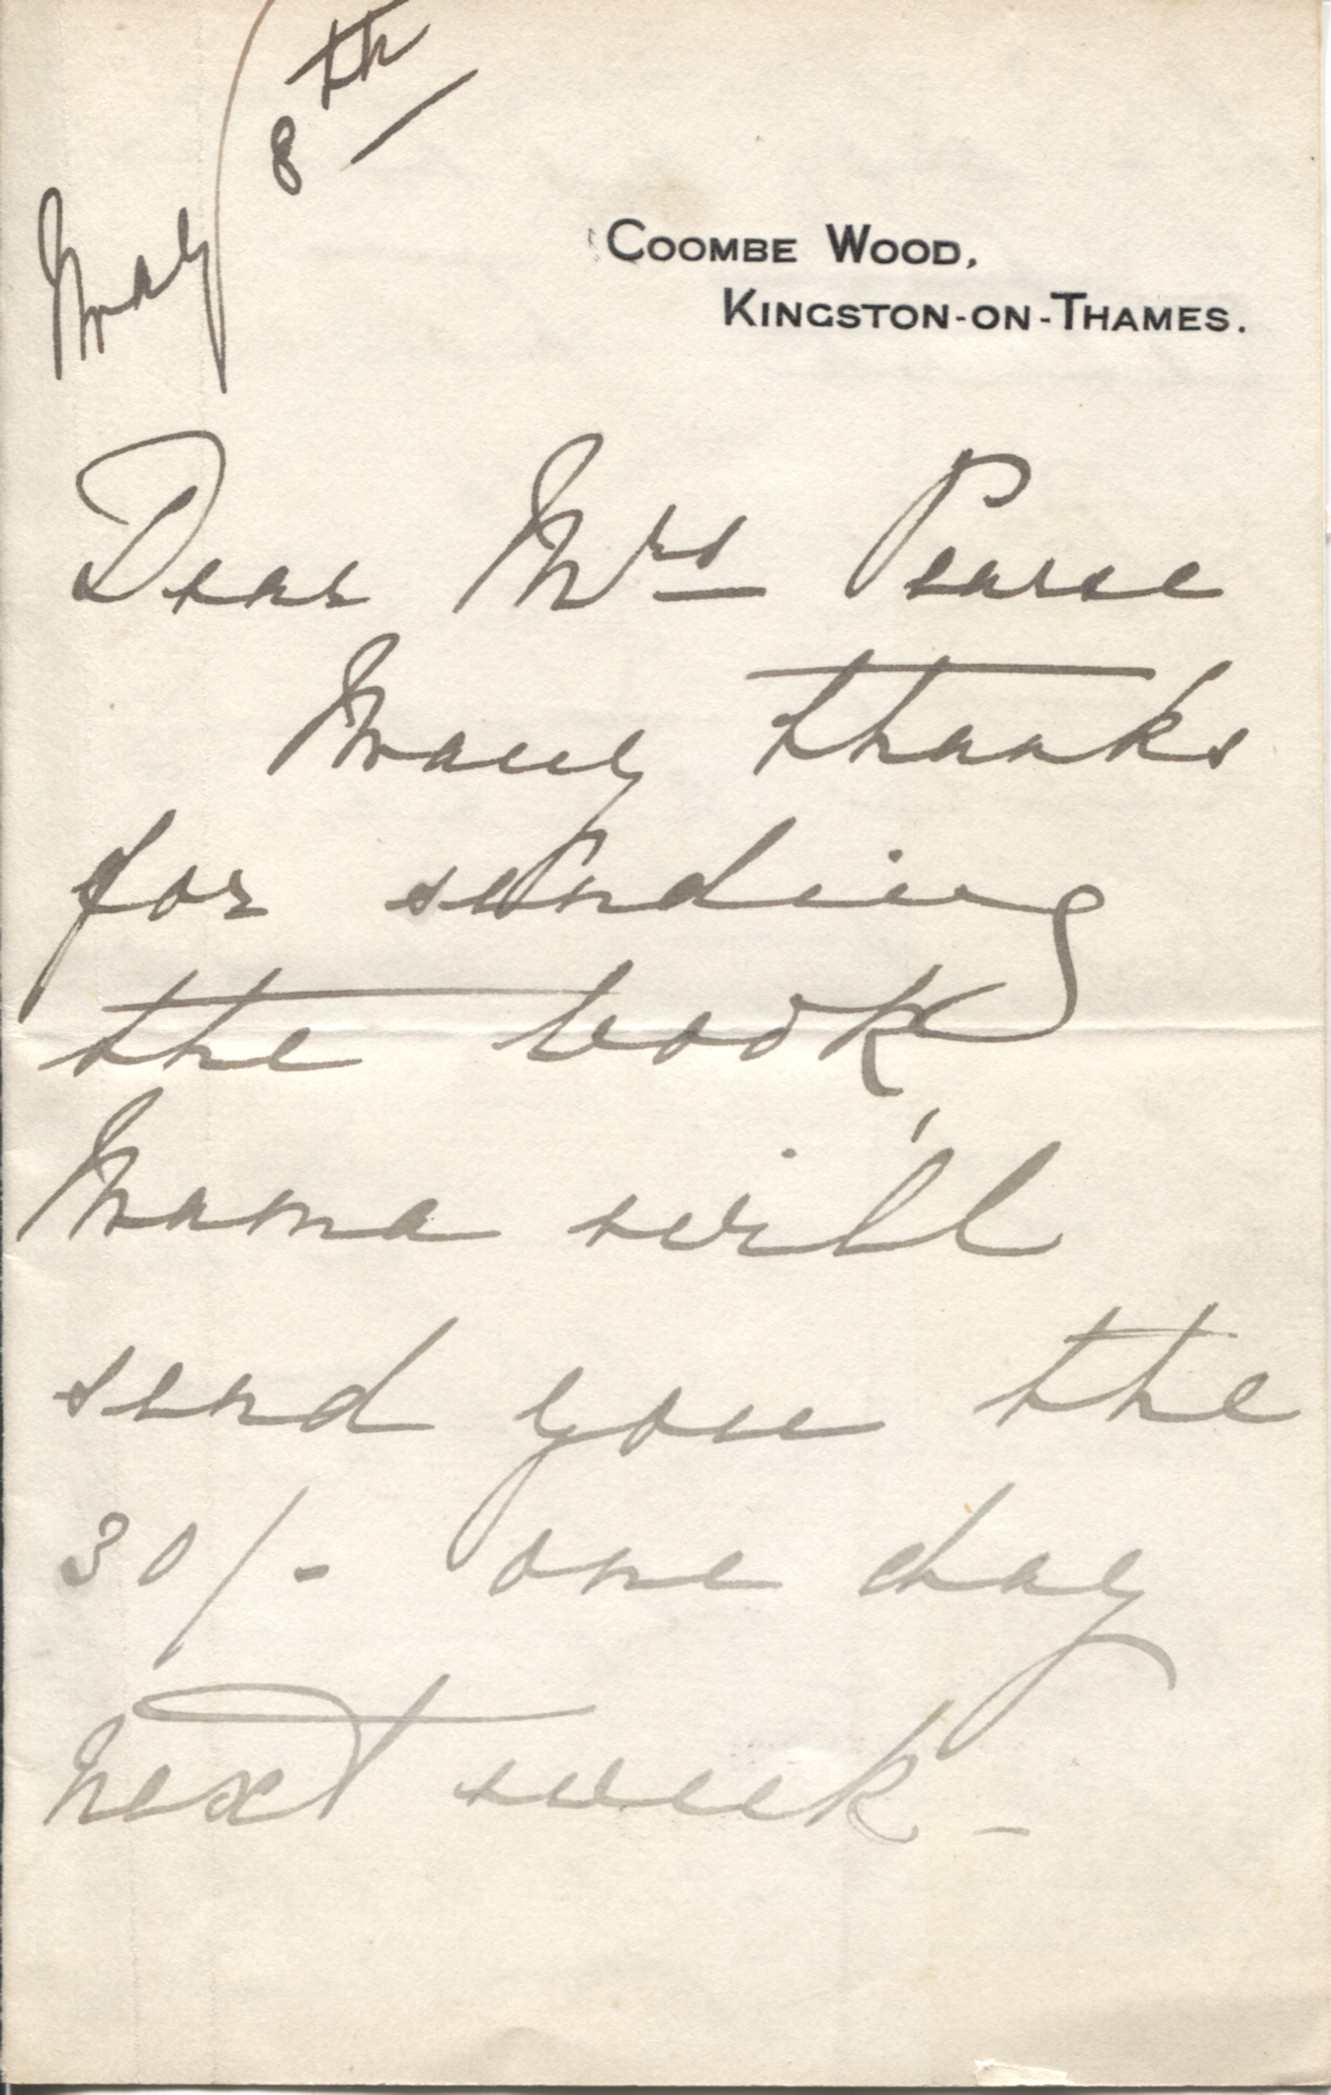 May 8th
COOMBE WOOD,
KINGSTON-ON-THAMES.
Dear Mrs Pearse
Many thanks
for sending
the book,
Mama will
send you the
30/- one day
next week -